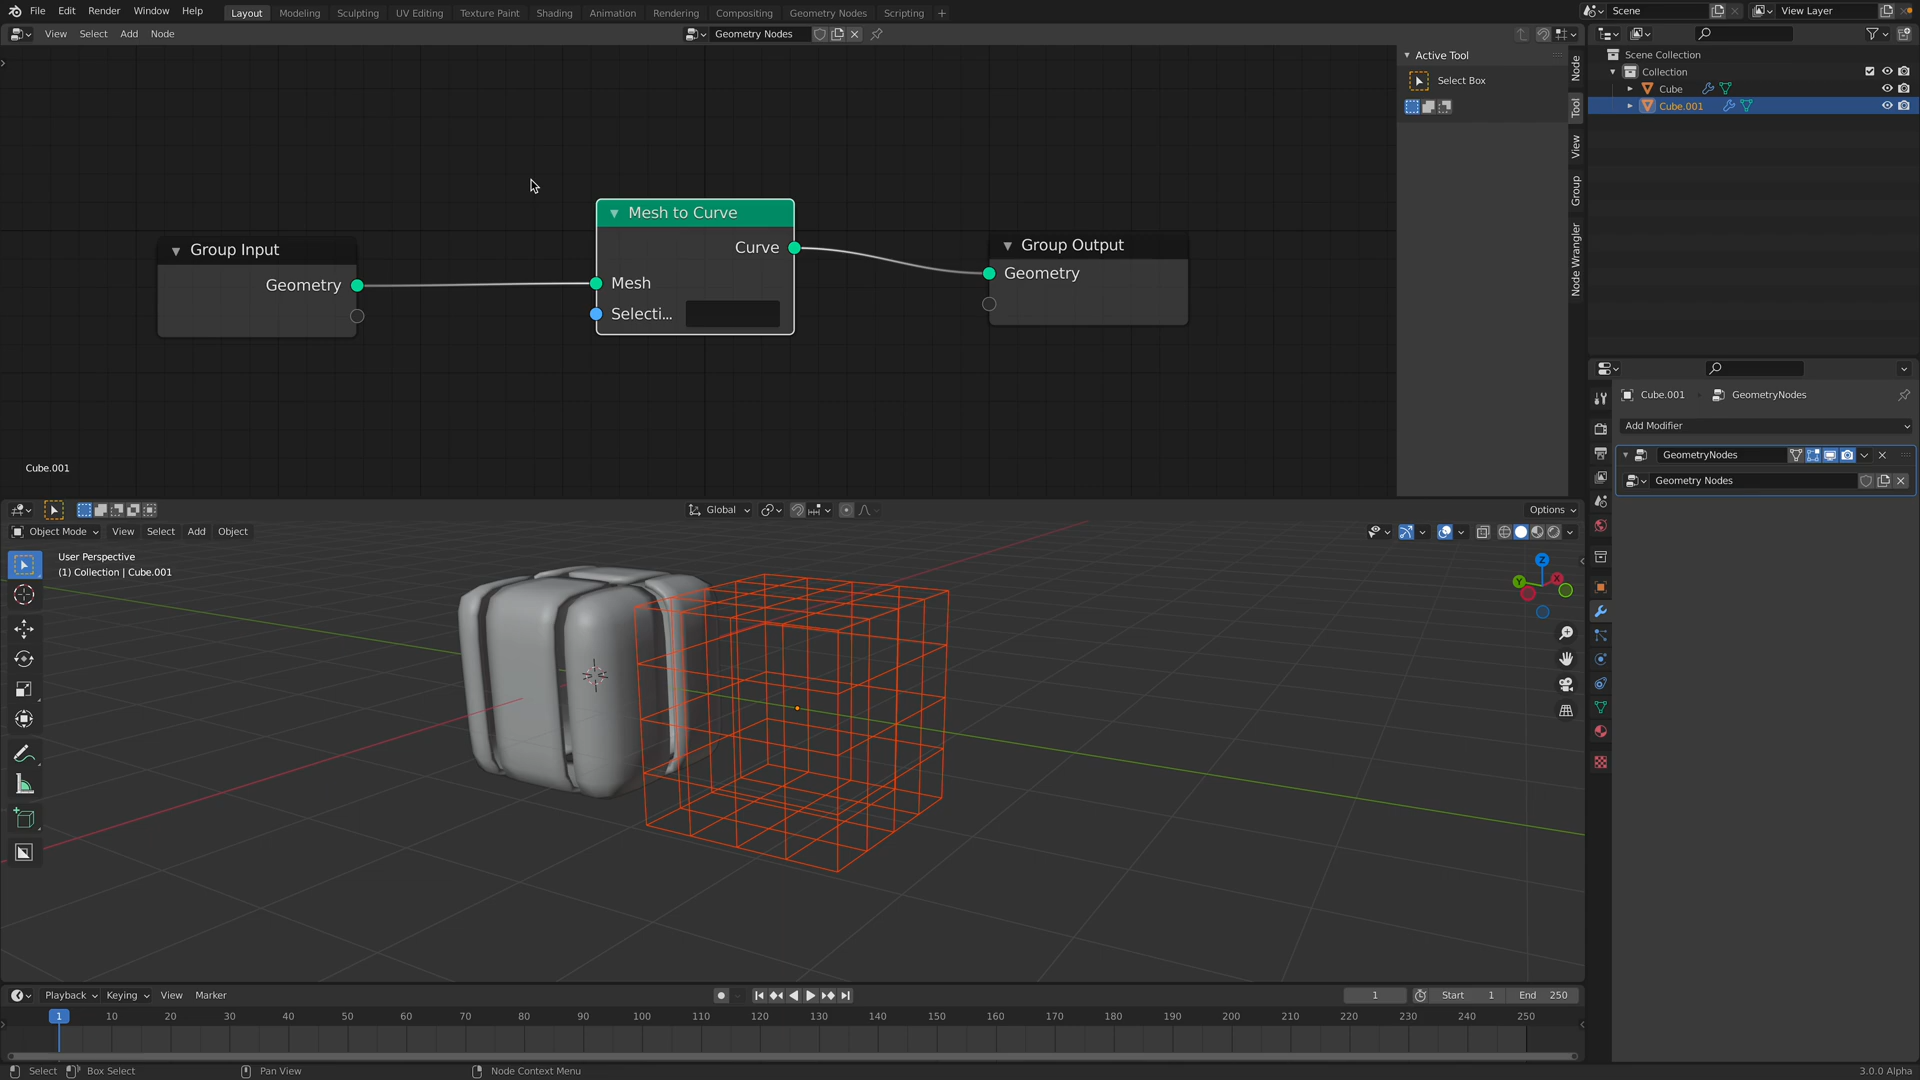 File Edit Render Window Help Layout Modeling Sculpting UV Editing Texture Paint Shading Animation Rendering Compositing Geometry Nodes Scripting + Scene View Layer
View Select Add Node Geometry Nodes
Active Tool
Select Box
Node
Tool
View
Group
Node Wrangler
Scene Collection
Collection
Cube
Cube.001
Group Input
Geometry
Mesh to Curve
Curve
Mesh
Selecti...
Group Output
Geometry
Cube.001
Cube.001 GeometryNodes
Add Modifier
GeometryNodes
Geometry Nodes
Global Options
Object Mode View Select Add Object
User Perspective
(1) Collection | Cube.001
Z
Y X
Playback Keying View Marker 1 Start 1 End 250
1 10 20 30 40 50 60 70 80 90 100 110 120 130 140 150 160 170 180 190 200 210 220 230 240 250
Select Box Select Pan View Node Context Menu 3.0.0 Alpha